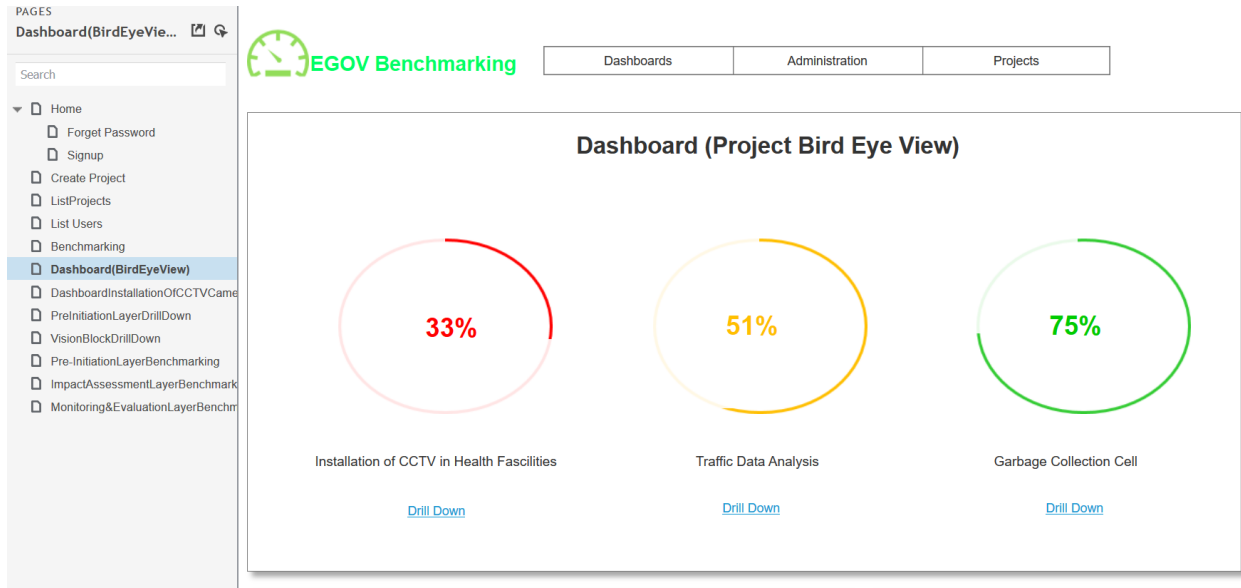 PAGES
Dashboard(BirdEyeVie...
Search
Home
Forget Password
Signup
Create Project
ListProjects
List Users
Benchmarking
Dashboard(BirdEyeView)
DashboardInstallationOfCCTVCame
PreInitiationLayerDrillDown
VisionBlockDrillDown
Pre-InitiationLayerBenchmarking
ImpactAssessmentLayerBenchmark
Monitoring&EvaluationLayerBenchm
EGOV Benchmarking
Dashboards Administration Projects
Dashboard (Project Bird Eye View)
33% 51% 75%
Installation of CCTV in Health Fascilities Traffic Data Analysis Garbage Collection Cell
Drill Down Drill Down Drill Down